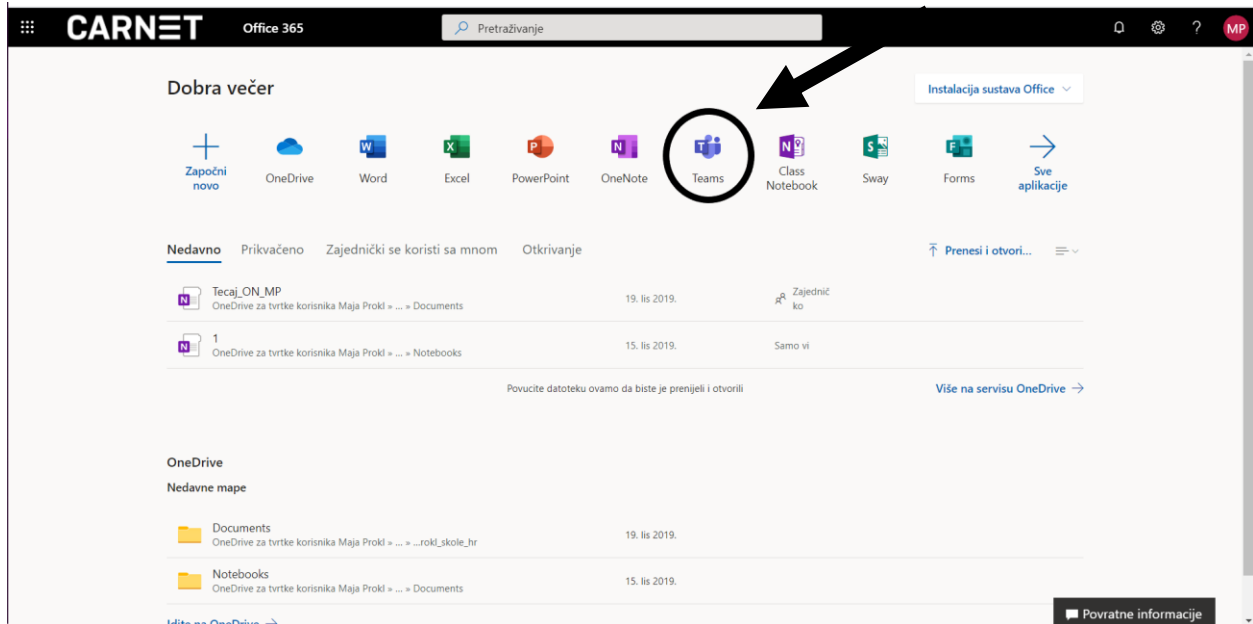 CARNET
Office 365
Pretraživanje
?
MP
Dobra večer
Instalacija sustava Office
Započni
novo
OneDrive
Word
Excel
PowerPoint
OneNote
Teams
Class
Notebook
Sway
Forms
Sve
aplikacije
Nedavno Prikvačeno Zajednički se koristi sa mnom Otkrivanje
Prenesi i otvori...
Tecaj_ON_MP
OneDrive za tvrtke korisnika Maja Prokl » ... » Documents
19. lis 2019.
Zajednič
ko
1
OneDrive za tvrtke korisnika Maja Prokl » ... » Notebooks
15. lis 2019.
Samo vi
Povucite datoteku ovamo da biste je prenijeli i otvorili
Više na servisu OneDrive →
OneDrive
Nedavne mape
Documents
OneDrive za tvrtke korisnika Maja Prokl » ... » ...rokl_skole_hr
19. lis 2019.
Notebooks
OneDrive za tvrtke korisnika Maja Prokl » ... » Documents
15. lis 2019.
Idite na OneDrive →
Povratne informacije